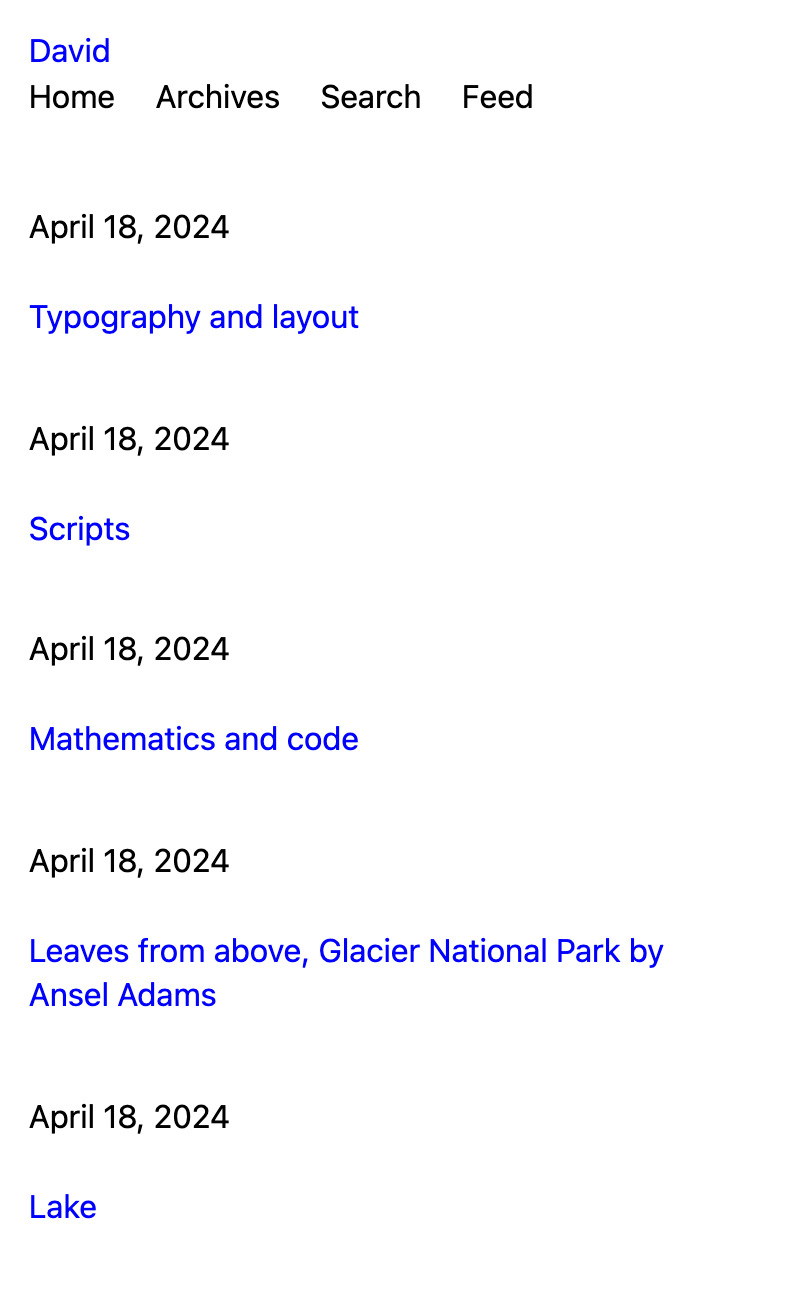 David
Home Archives Search Feed
April 18, 2024
Typography and layout
April 18, 2024
Scripts
April 18, 2024
Mathematics and code
April 18, 2024
Leaves from above, Glacier National Park by
Ansel Adams
April 18, 2024
Lake